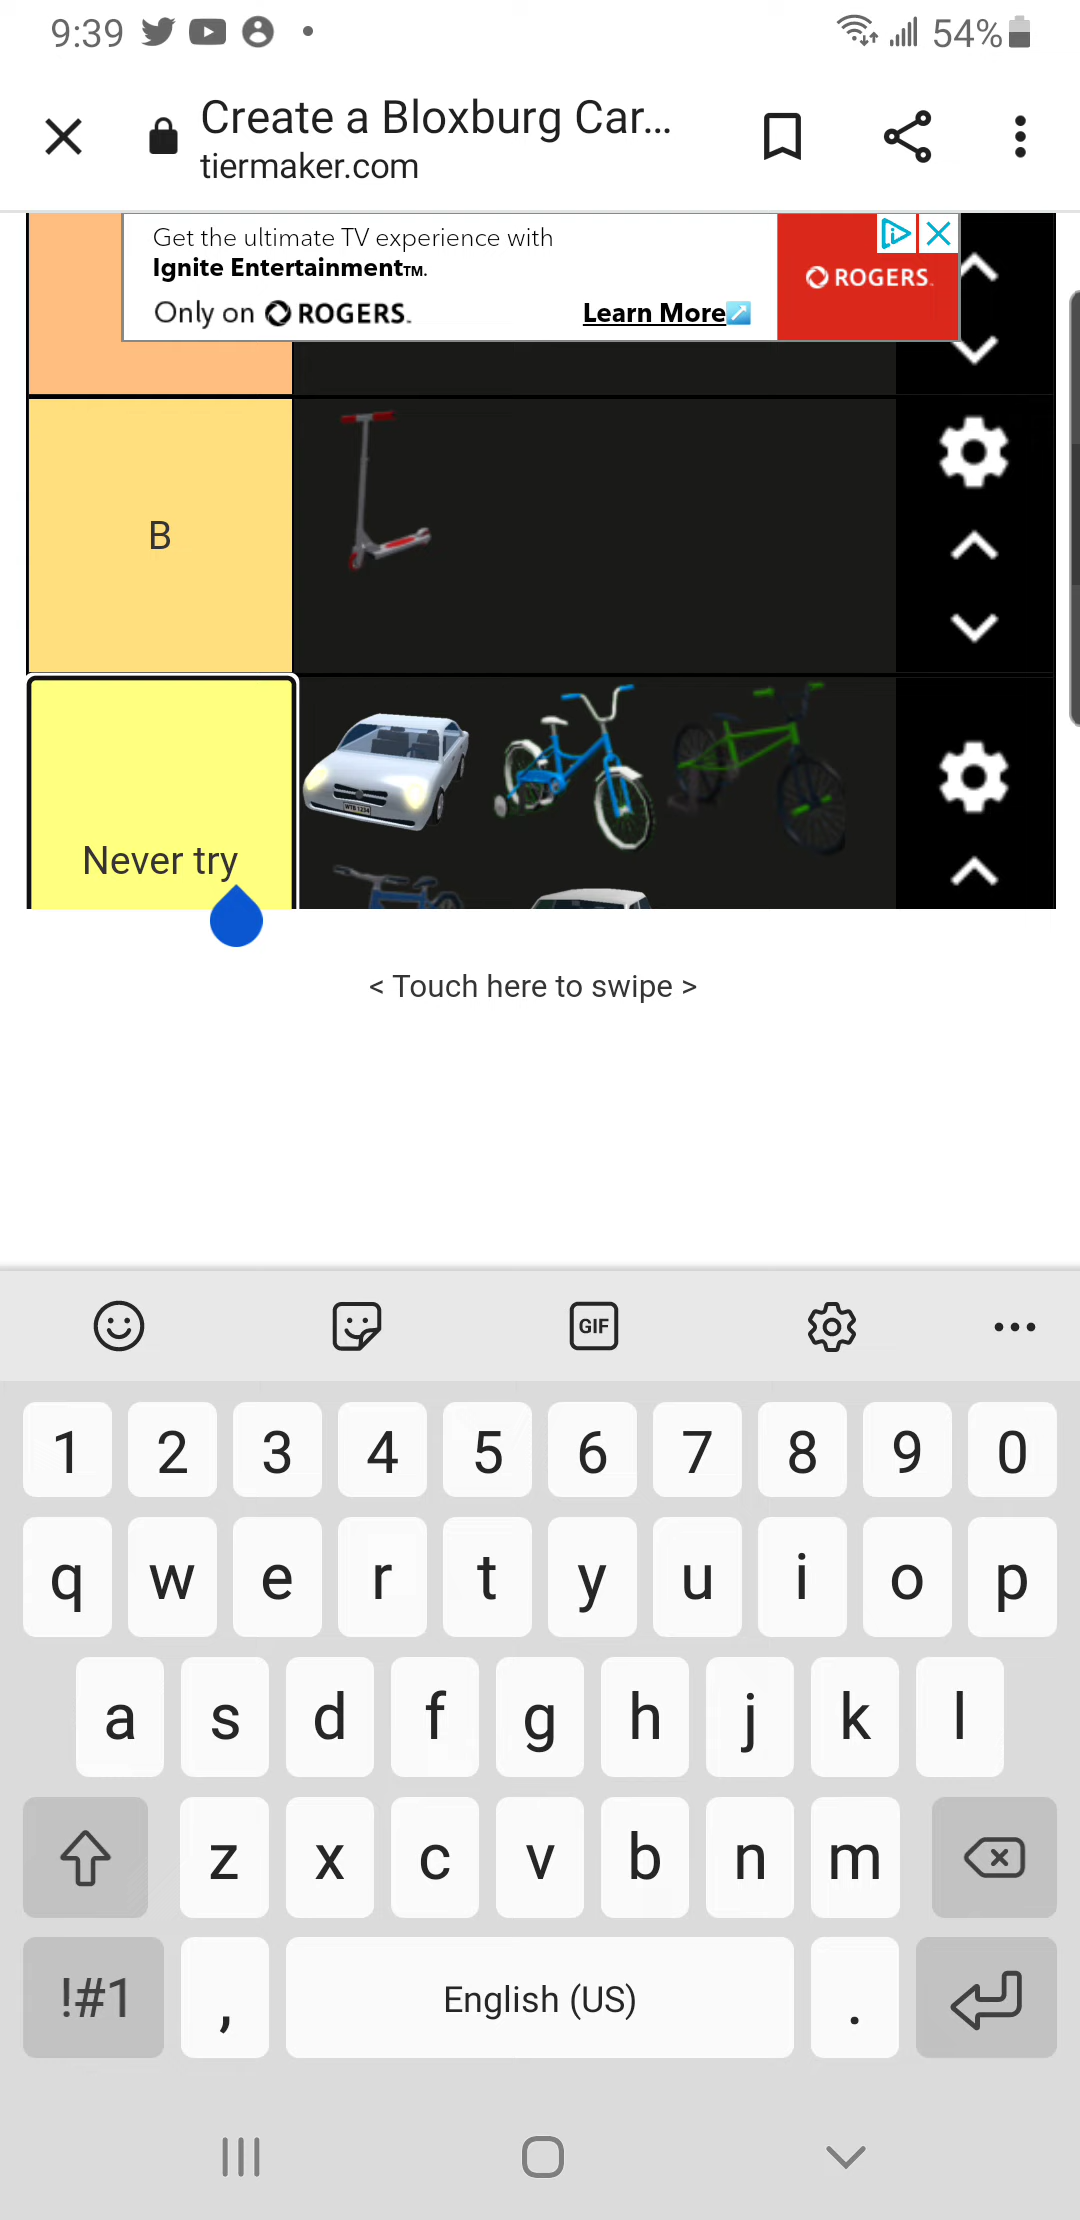 9:39
54%
Create a Bloxburg Car...
tiermaker.com
Get the ultimate TV experience with
Ignite Entertainment™.
Only on ROGERS.
Learn More
ROGERS.
B
WTB 1234
Never try
< Touch here to swipe >
GIF
1 2 3 4 5 6 7 8 9 0
q w e r t y u i o p
a s d f g h j k l
z x c v b n m
!#1 , English (US) .